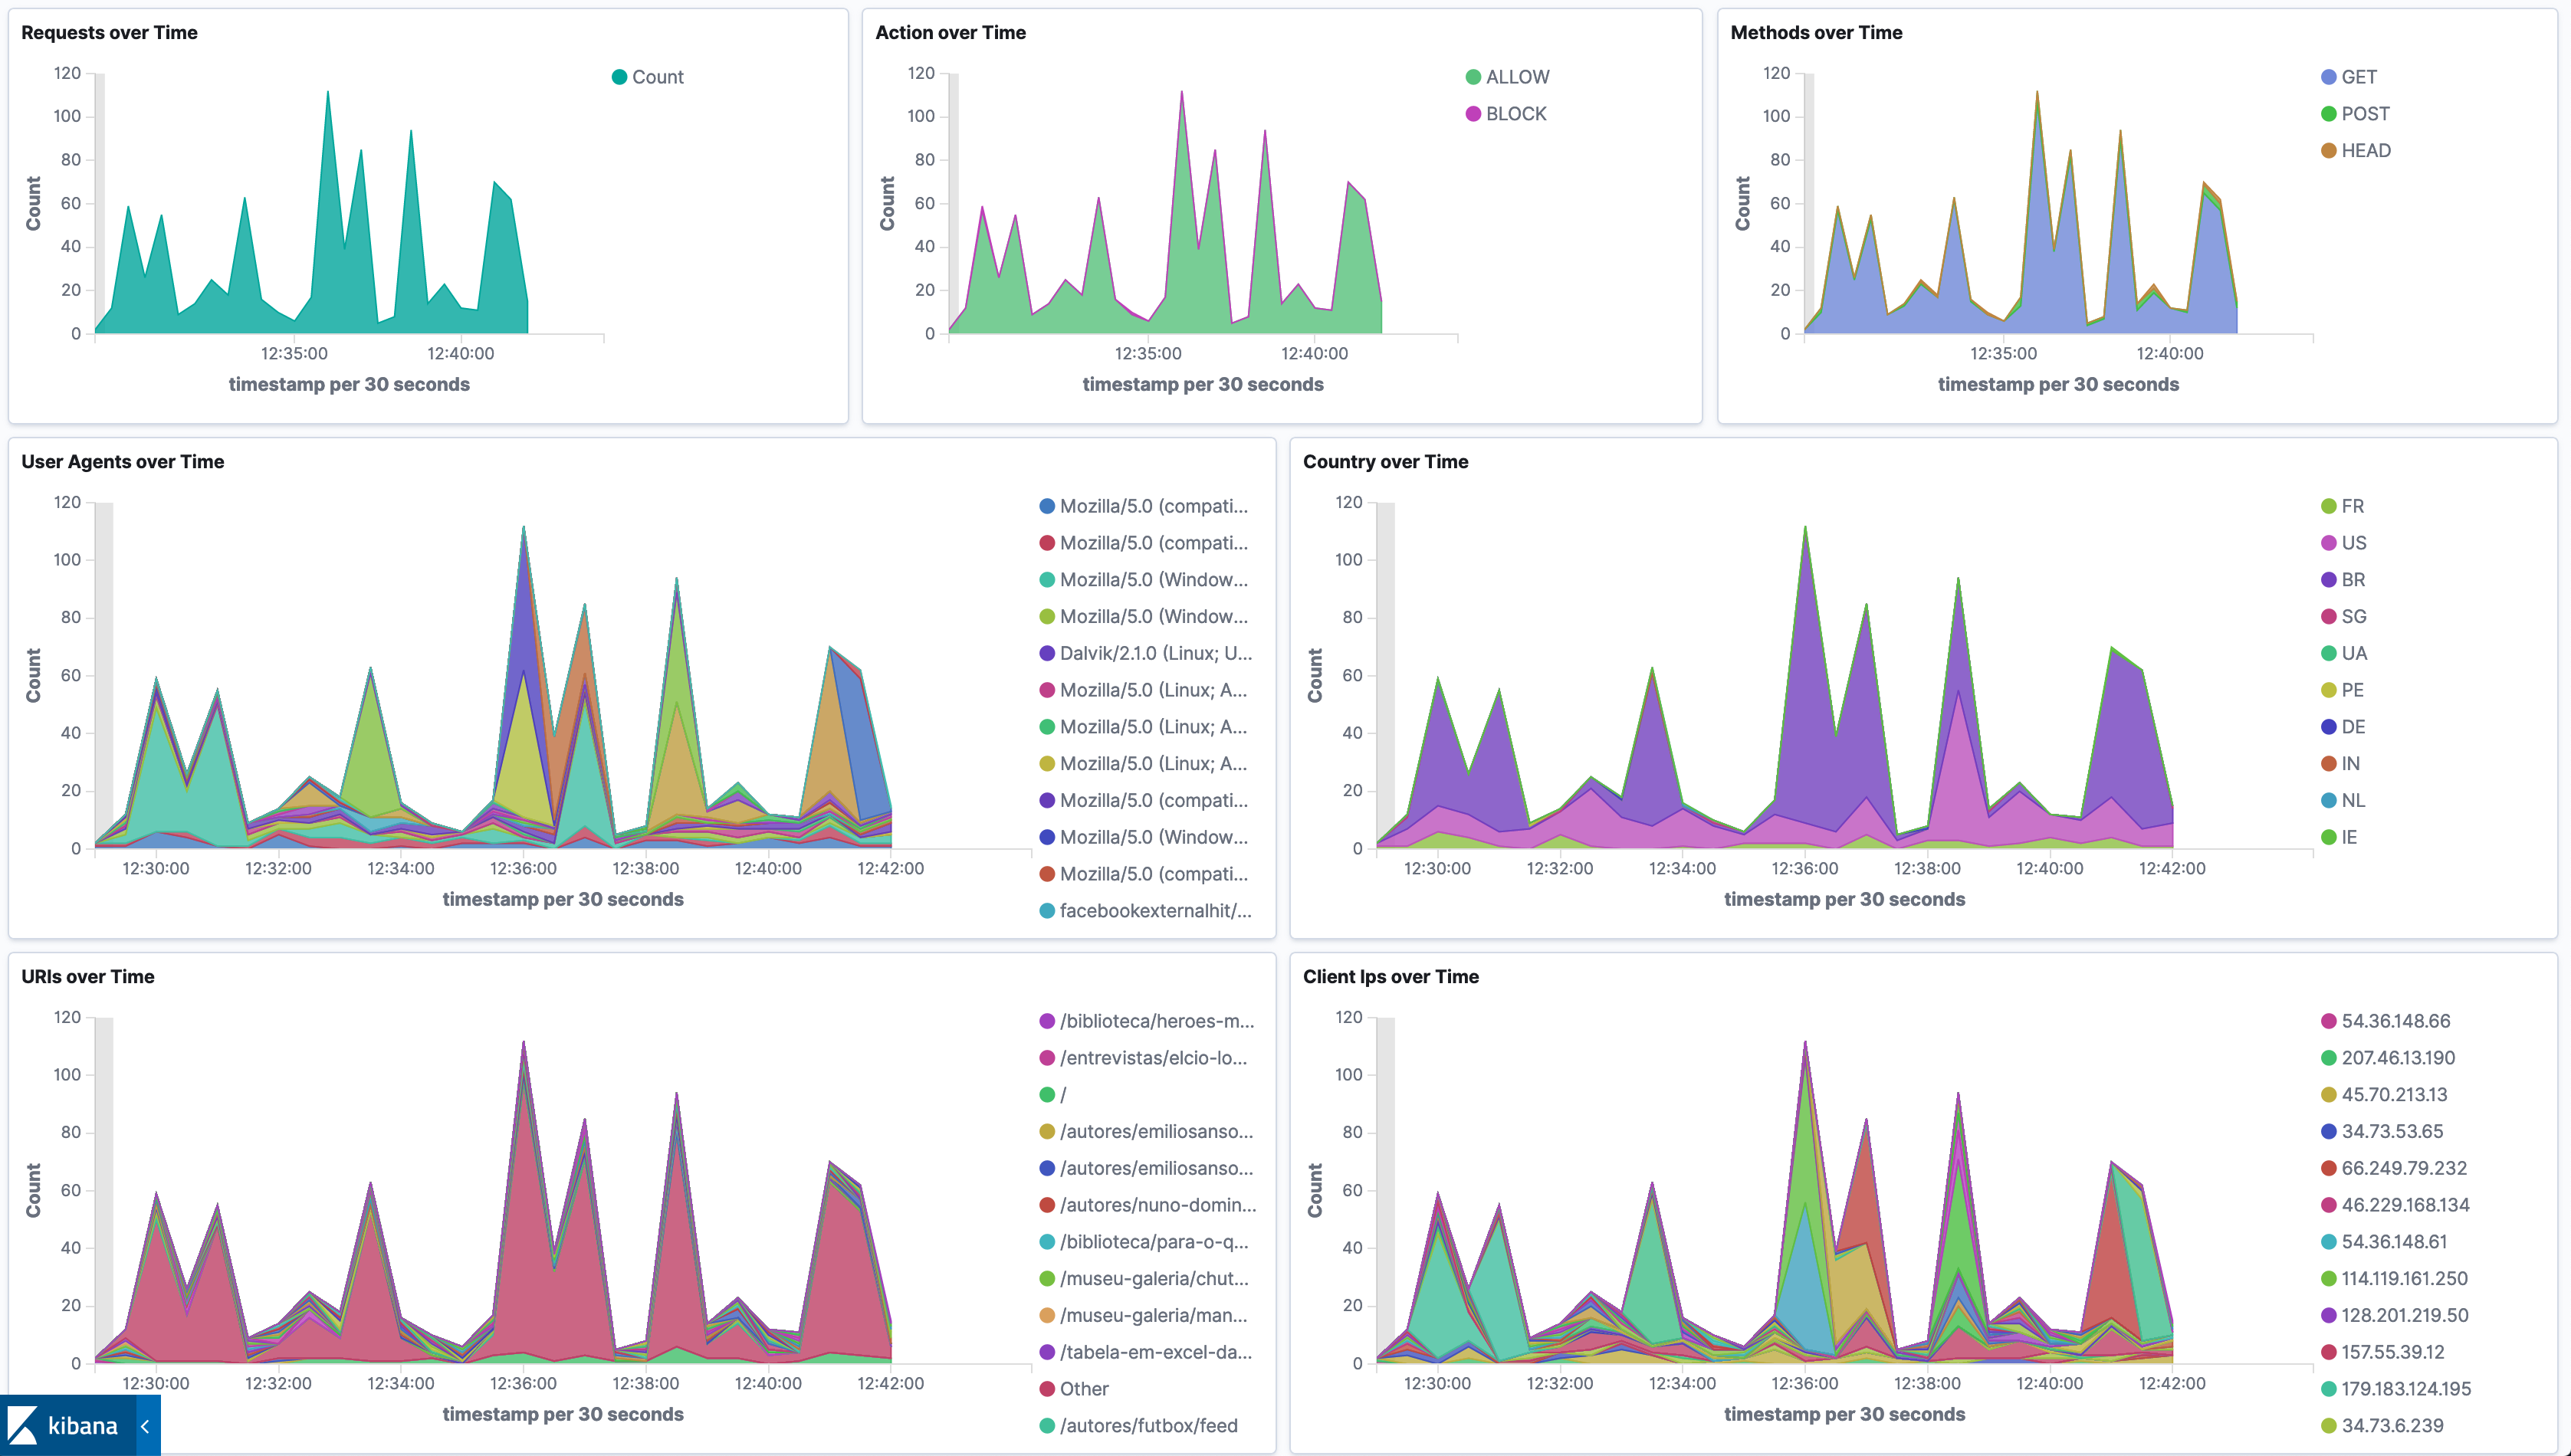 Requests over Time
120
100
80
60
40
20
0
Count
12:35:00
12:40:00
timestamp per 30 seconds
Count
Action over Time
120
100
80
60
40
20
0
Count
12:35:00
12:40:00
timestamp per 30 seconds
ALLOW
BLOCK
Methods over Time
120
100
80
60
40
20
0
Count
12:35:00
12:40:00
timestamp per 30 seconds
GET
POST
HEAD
User Agents over Time
120
100
80
60
40
20
0
Count
12:30:00
12:32:00
12:34:00
12:36:00
12:38:00
12:40:00
12:42:00
timestamp per 30 seconds
Mozilla/5.0 (compati...
Mozilla/5.0 (compati...
Mozilla/5.0 (Window...
Mozilla/5.0 (Window...
Dalvik/2.1.0 (Linux; U...
Mozilla/5.0 (Linux; A...
Mozilla/5.0 (Linux; A...
Mozilla/5.0 (Linux; A...
Mozilla/5.0 (compati...
Mozilla/5.0 (Window...
Mozilla/5.0 (compati...
facebookexternalhit/...
Country over Time
120
100
80
60
40
20
0
Count
12:30:00
12:32:00
12:34:00
12:36:00
12:38:00
12:40:00
12:42:00
timestamp per 30 seconds
FR
US
BR
SG
UA
PE
DE
IN
NL
IE
URIs over Time
120
100
80
60
40
20
0
Count
12:30:00
12:32:00
12:34:00
12:36:00
12:38:00
12:40:00
12:42:00
timestamp per 30 seconds
/biblioteca/heroes-m...
/entrevistas/elcio-lo...
/
/autores/emiliosanso...
/autores/emiliosanso...
/autores/nuno-domin...
/biblioteca/para-o-q...
/museu-galeria/chut...
/museu-galeria/man...
/tabela-em-excel-da...
Other
/autores/futbox/feed
Client Ips over Time
120
100
80
60
40
20
0
Count
12:30:00
12:32:00
12:34:00
12:36:00
12:38:00
12:40:00
12:42:00
timestamp per 30 seconds
54.36.148.66
207.46.13.190
45.70.213.13
34.73.53.65
66.249.79.232
46.229.168.134
54.36.148.61
114.119.161.250
128.201.219.50
157.55.39.12
179.183.124.195
34.73.6.239
kibana